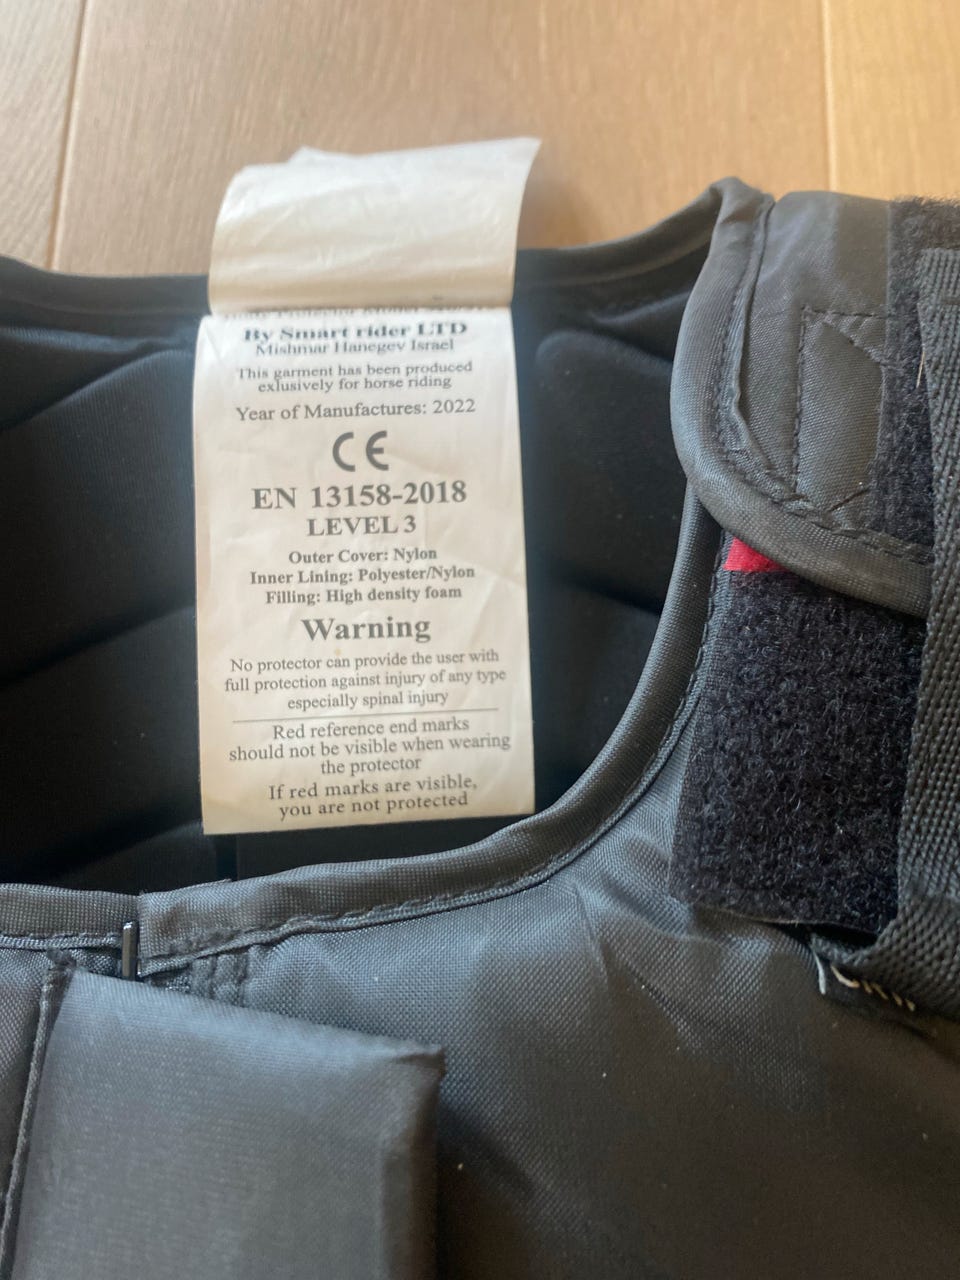 By Smart rider LTD
Mishmar Hanegev Israel
This garment has been produced
exlusively for horse riding
Year of Manufactures: 2022
CE
EN 13158-2018
LEVEL 3
Outer Cover: Nylon
Inner Lining: Polyester/Nylon
Filling: High density foam
Warning
No protector can provide the user with
full protection against injury of any type
especially spinal injury
Red reference end marks
should not be visible when wearing
the protector
If red marks are visible,
you are not protected